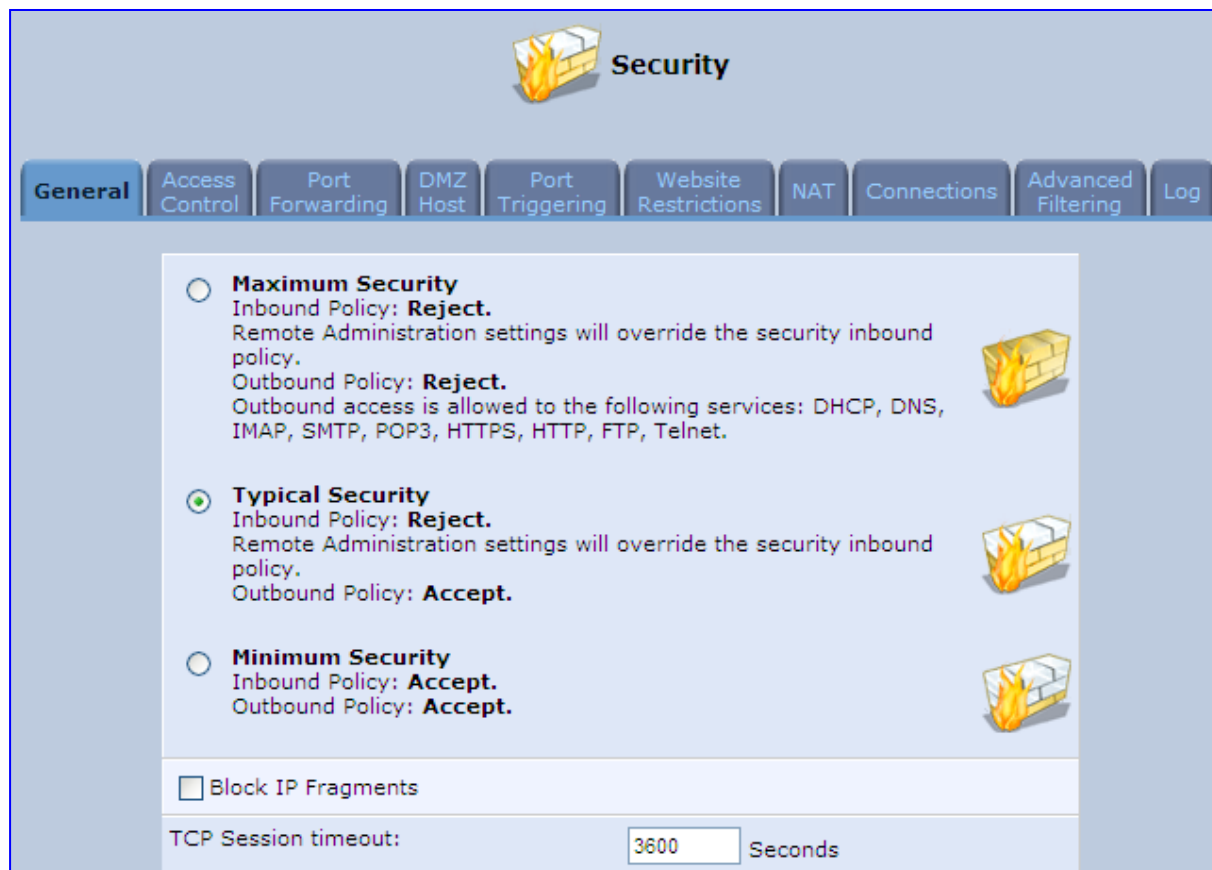 Security
General
Access
Control
Port
Forwarding
DMZ
Host
Port
Triggering
Website
Restrictions
NAT
Connections
Advanced
Filtering
Log
Maximum Security
Inbound Policy: Reject.
Remote Administration settings will override the security inbound
policy.
Outbound Policy: Reject.
Outbound access is allowed to the following services: DHCP, DNS,
IMAP, SMTP, POP3, HTTPS, HTTP, FTP, Telnet.
Typical Security
Inbound Policy: Reject.
Remote Administration settings will override the security inbound
policy.
Outbound Policy: Accept.
Minimum Security
Inbound Policy: Accept.
Outbound Policy: Accept.
Block IP Fragments
TCP Session timeout: 3600 Seconds